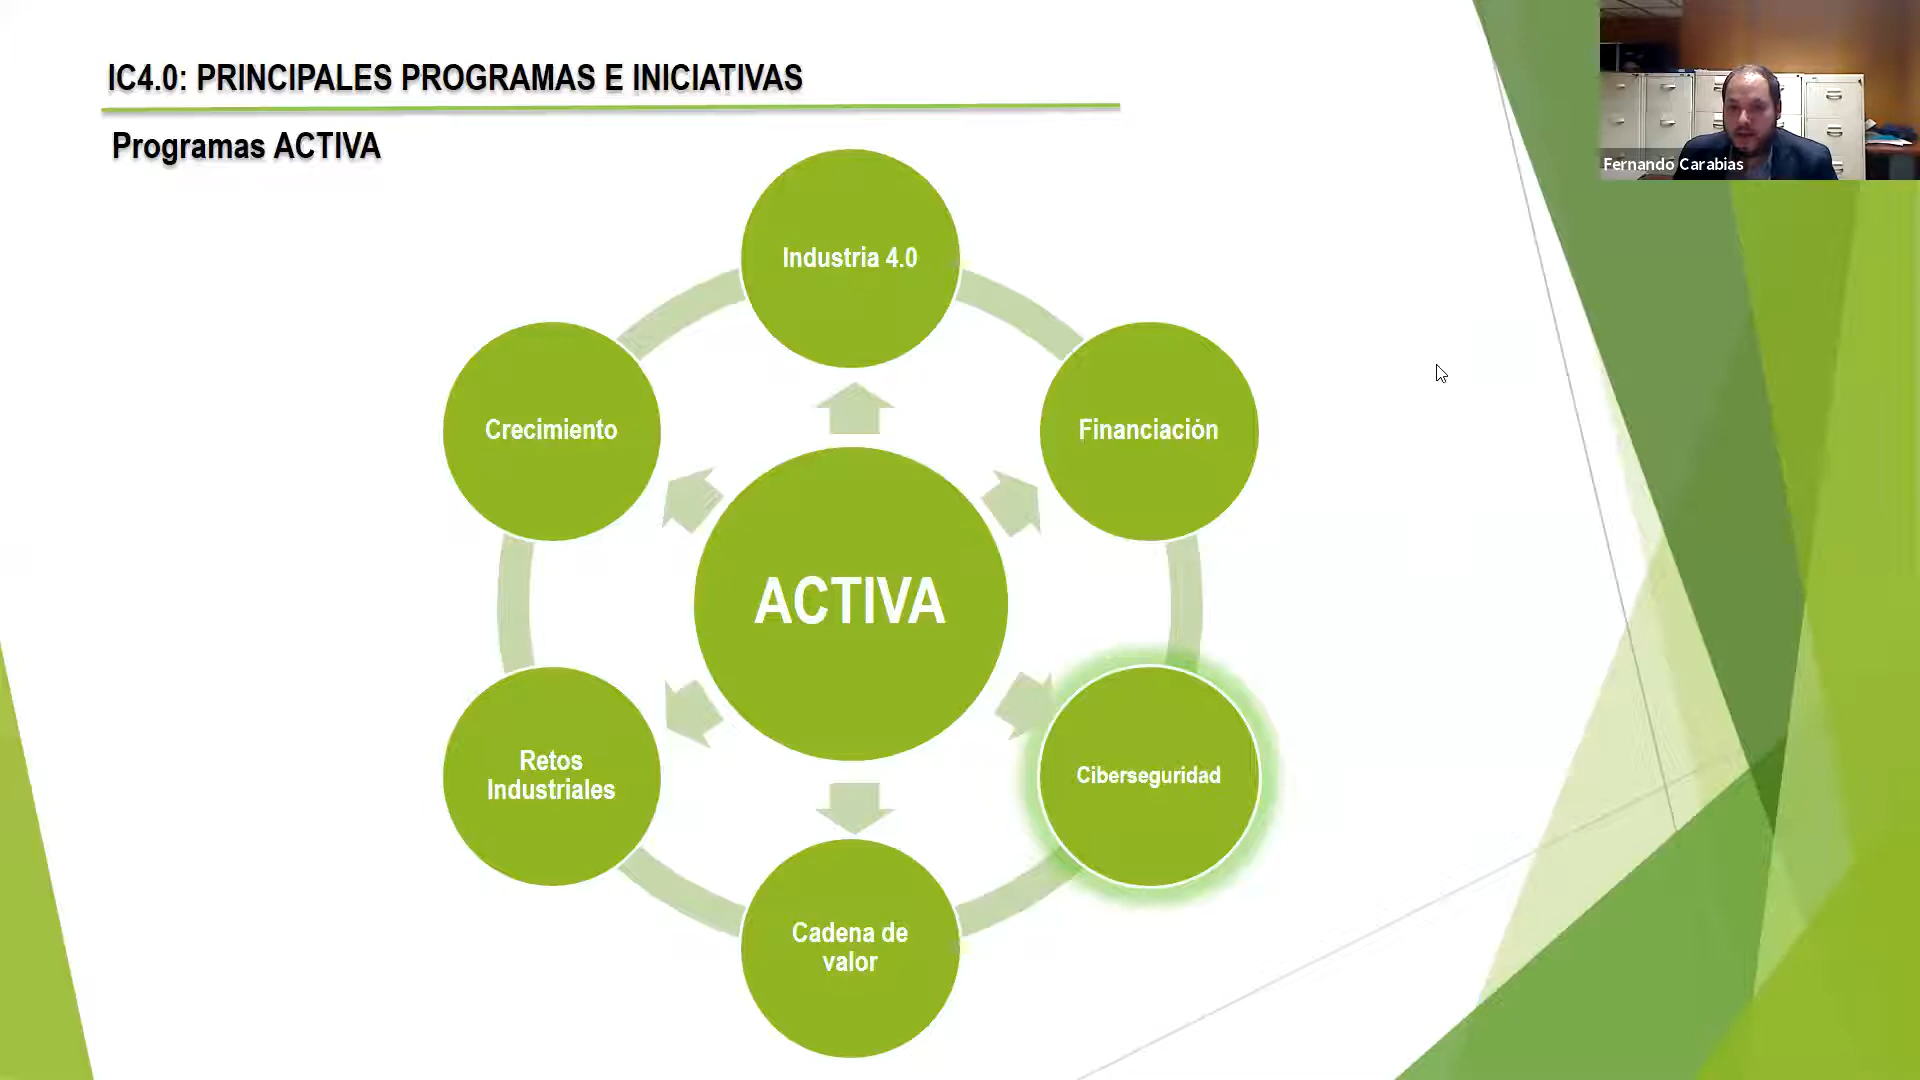 IC4.0: PRINCIPALES PROGRAMAS E INICIATIVAS
Programas ACTIVA
Fernando Carabias
Industria 4.0
Crecimiento
Financiación
ACTIVA
Retos
Industriales
Ciberseguridad
Cadena de
valor